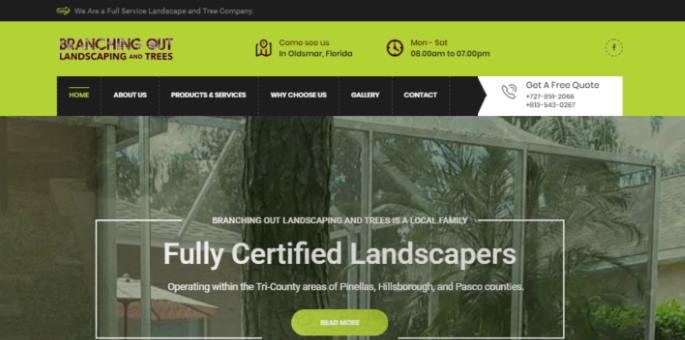 We Are a Full Service Landscape and Tree Company.
BRANCHING OUT
LANDSCAPING AND TREES
Come see us
In Oldsmar, Florida
Mon - Sat
08.00am to 07.00pm
HOME
ABOUT US
PRODUCTS & SERVICES
WHY CHOOSE US
GALLERY
CONTACT
Get A Free Quote
+727-851-2066
+813-543-0267
BRANCHING OUT LANDSCAPING AND TREES IS A LOCAL FAMILY
Fully Certified Landscapers
Operating within the Tri-County areas of Pinellas, Hillsborough, and Pasco counties.
READ MORE